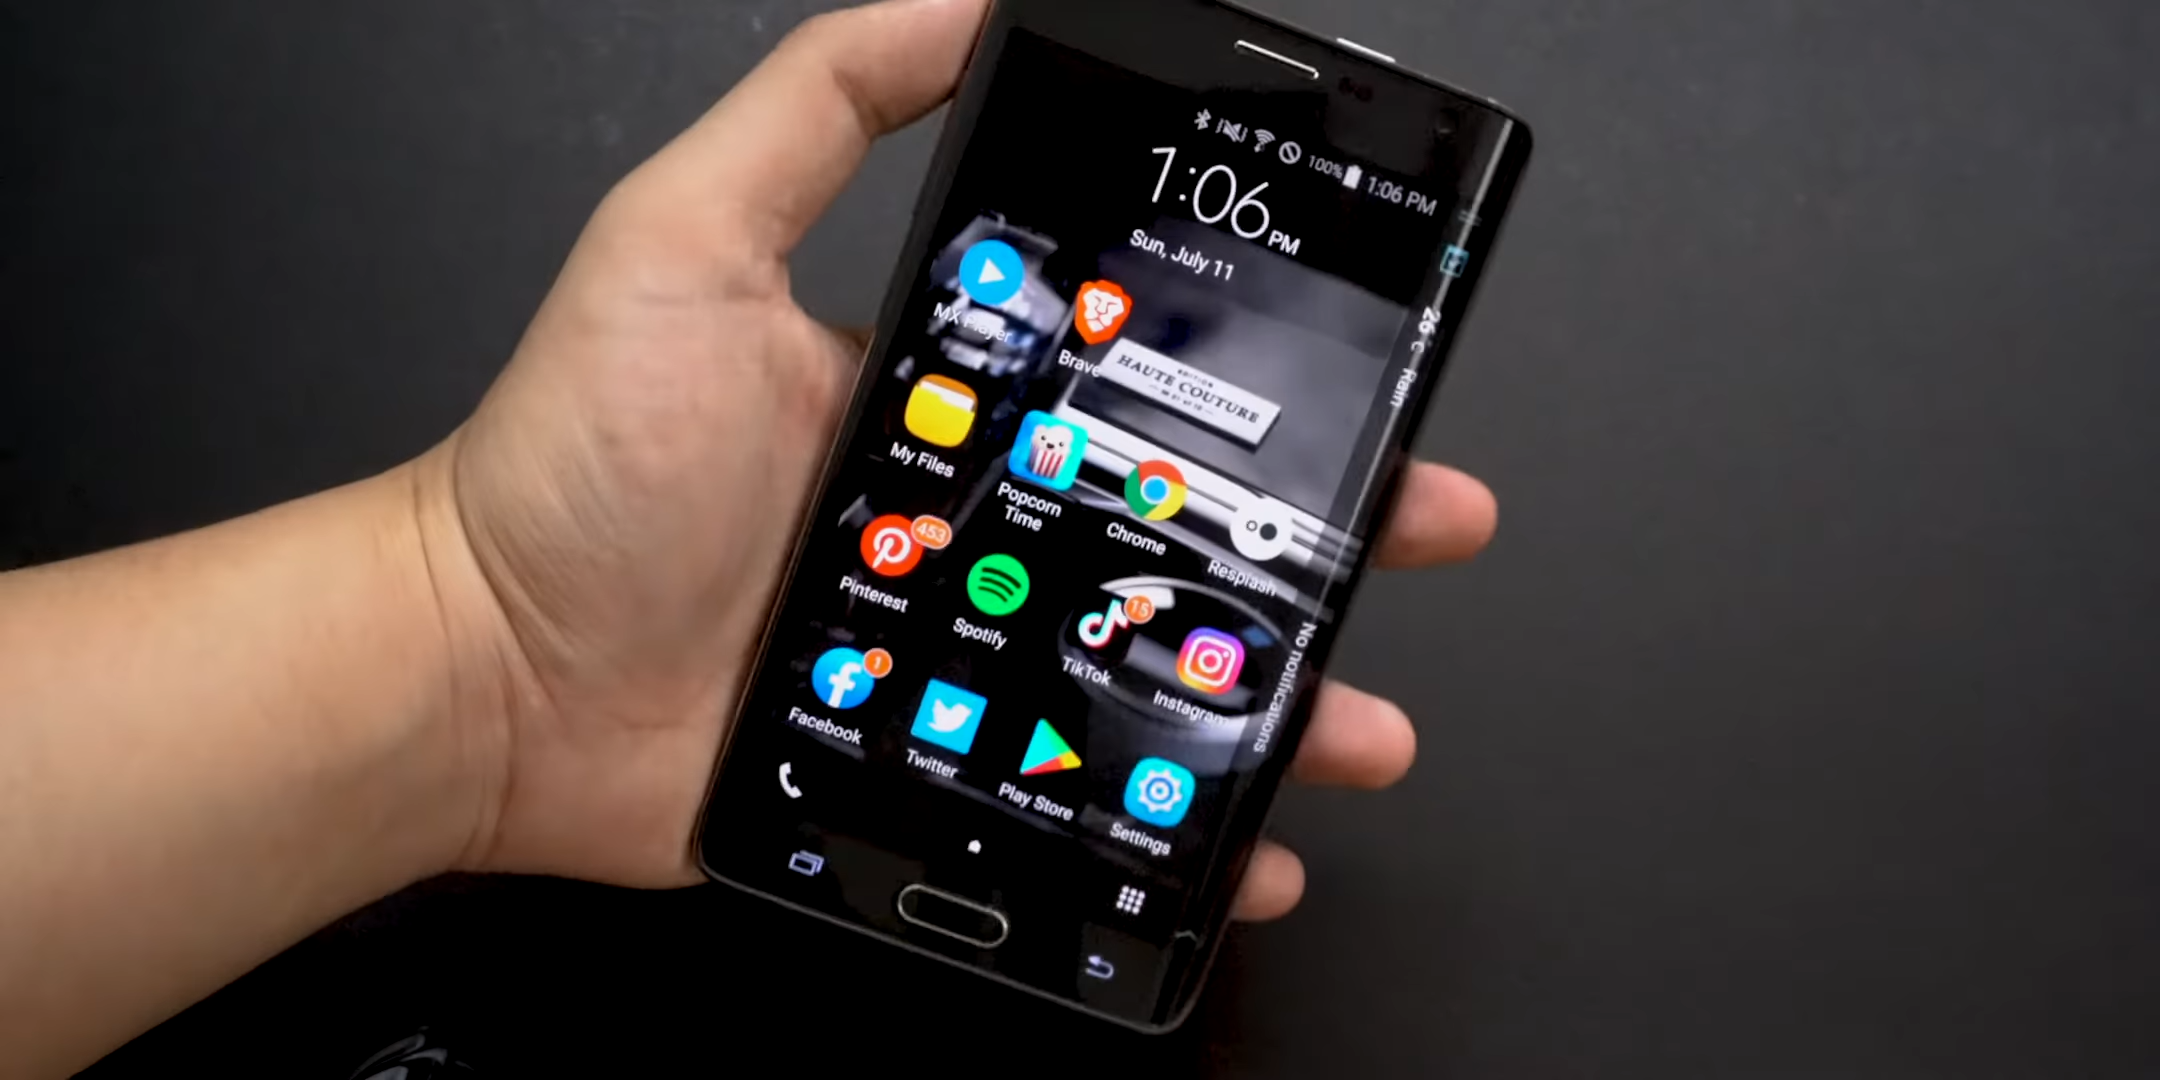 100% 1:06 PM
1:06 PM
Sun, July 11
26°c Rain
MX Player
Brave
EDITION
HAUTE COUTURE
My Files
Popcorn
Time
Chrome
Resplash
453
Pinterest
Spotify
15
TikTok
Instagram
No notifications
1
Facebook
Twitter
Play Store
Settings